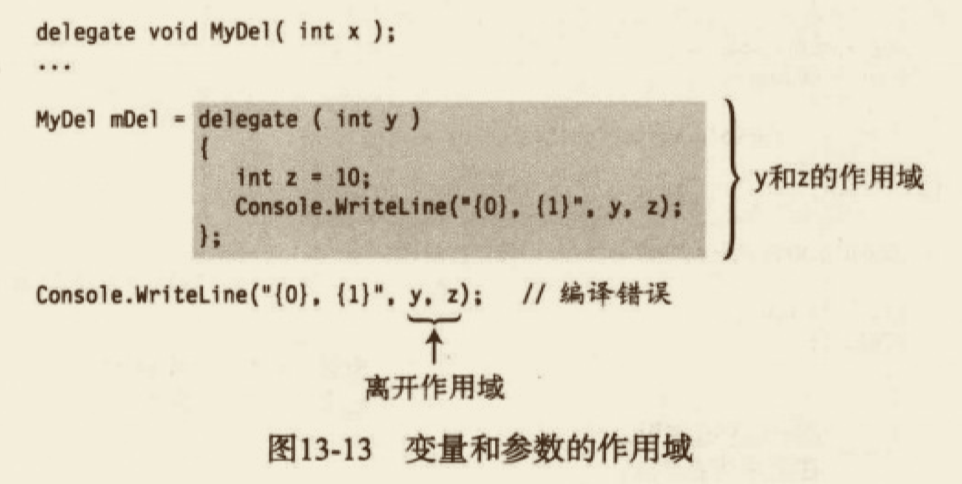 delegate void MyDel( int x );
...
MyDel mDel = delegate ( int y )
{
int z = 10;
Console.WriteLine("{0}, {1}", y, z);
};
y和z的作用域
Console.WriteLine("{0}, {1}", y, z); // 编译错误
离开作用域
图13-13 变量和参数的作用域